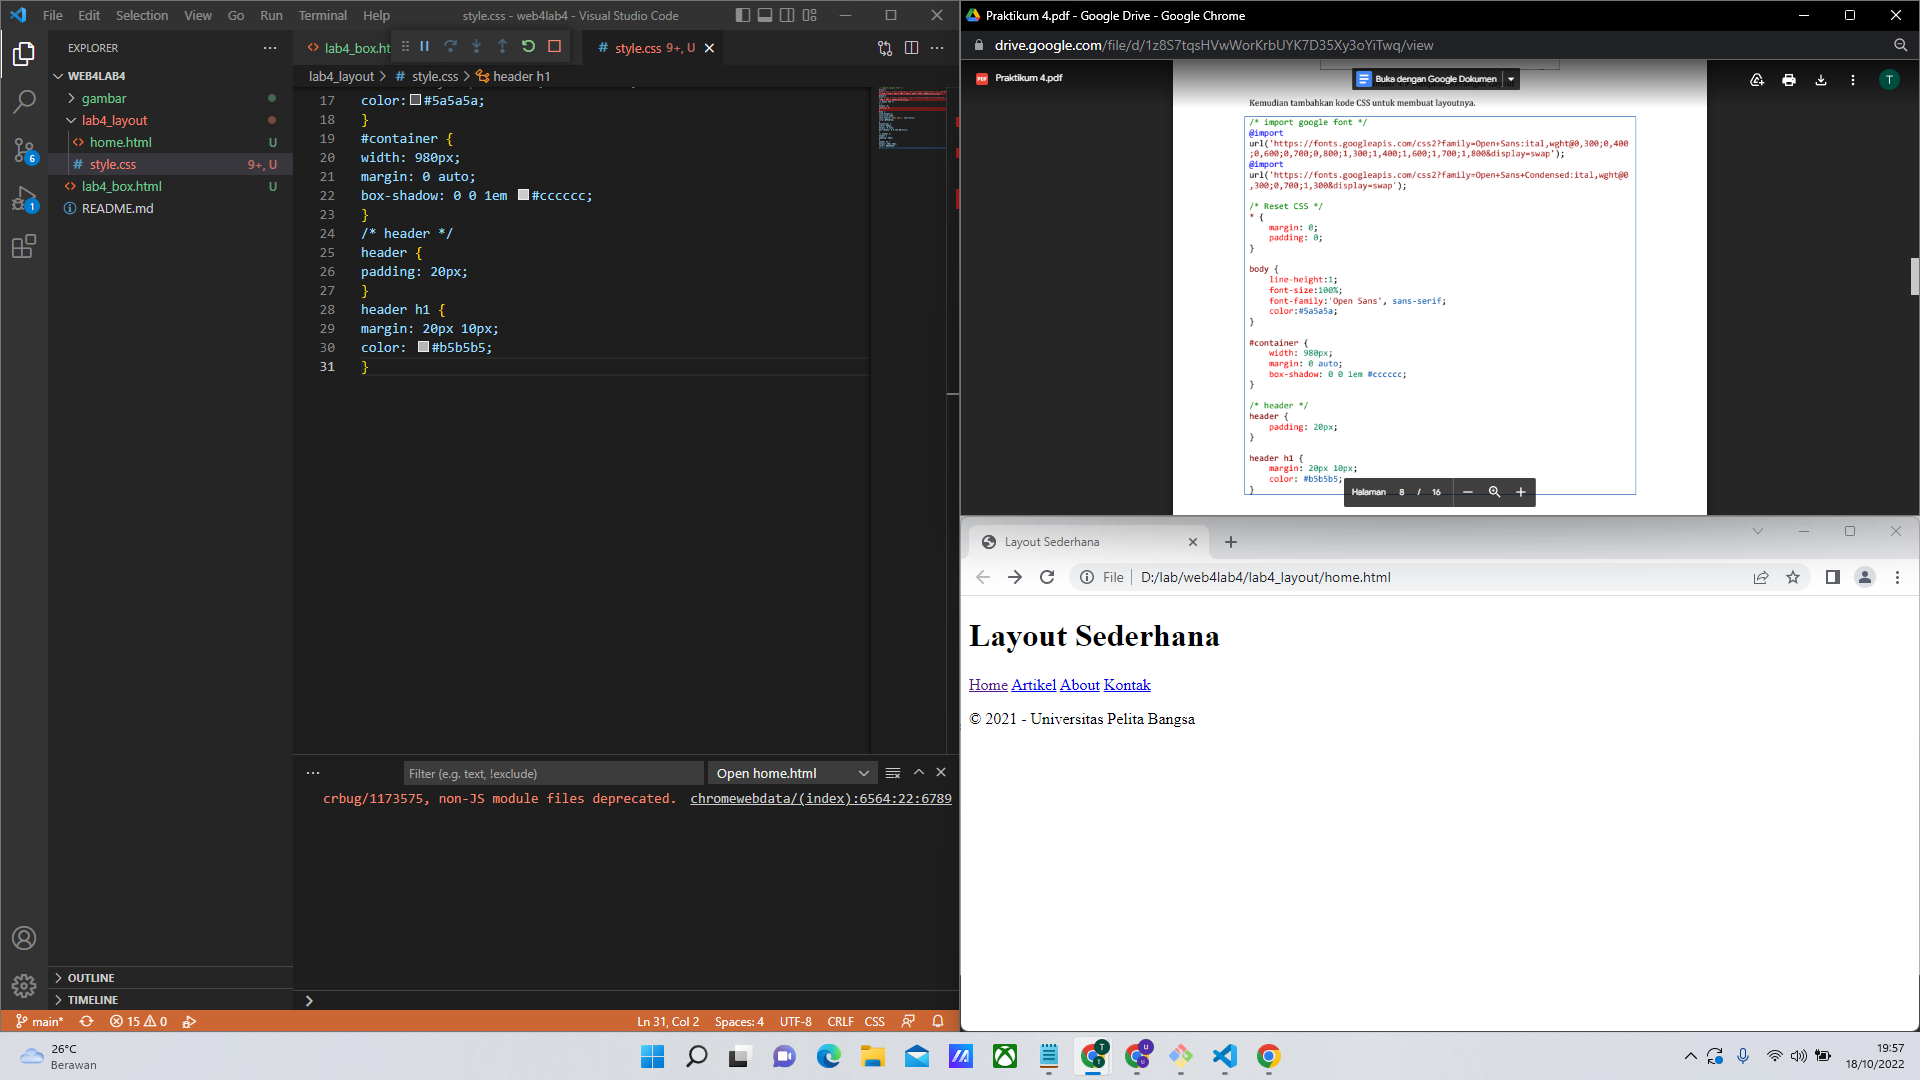 File Edit Selection View Go Run Terminal Help
style.css - web4lab4 - Visual Studio Code
EXPLORER
WEB4LAB4
gambar
lab4_layout
home.html U
style.css 9+, U
lab4_box.html U
README.md
OUTLINE
TIMELINE
6
1
lab4_box.ht
style.css 9+, U
lab4_layout > style.css > header h1
17 color: #5a5a5a;
18 }
19 #container {
20 width: 980px;
21 margin: 0 auto;
22 box-shadow: 0 0 1em #cccccc;
23 }
24 /* header */
25 header {
26 padding: 20px;
27 }
28 header h1 {
29 margin: 20px 10px;
30 color: #b5b5b5;
31 }
Filter (e.g. text, !exclude)
Open home.html
crbug/1173575, non-JS module files deprecated. chromewebdata/(index):6564:22:6789
main* 15 0
Ln 31, Col 2 Spaces: 4 UTF-8 CRLF CSS
Praktikum 4.pdf - Google Drive - Google Chrome
drive.google.com/file/d/1z8S7tqsHVwWorKrbUYK7D35Xy3oYiTwq/view
PDF Praktikum 4.pdf
Buka dengan Google Dokumen
T
Kemudian tambahkan kode CSS untuk membuat layoutnya.
/* import google font */
@import
url('https://fonts.googleapis.com/css2?family=Open+Sans:ital,wght@0,300;0,400
;0,600;0,700;0,800;1,300;1,400;1,600;1,700;1,800&display=swap');
@import
url('https://fonts.googleapis.com/css2?family=Open+Sans+Condensed:ital,wght@0
,300;0,700;1,300&display=swap');
/* Reset CSS */
* {
margin: 0;
padding: 0;
}
body {
line-height:1;
font-size:100%;
font-family:'Open Sans', sans-serif;
color:#5a5a5a;
}
#container {
width: 980px;
margin: 0 auto;
box-shadow: 0 0 1em #cccccc;
}
/* header */
header {
padding: 20px;
}
header h1 {
margin: 20px 10px;
color: #b5b5b5;
}
Halaman 8 / 16
Layout Sederhana
File D:/lab/web4lab4/lab4_layout/home.html
Layout Sederhana
Home Artikel About Kontak
© 2021 - Universitas Pelita Bangsa
26°C
Berawan
19:57
18/10/2022